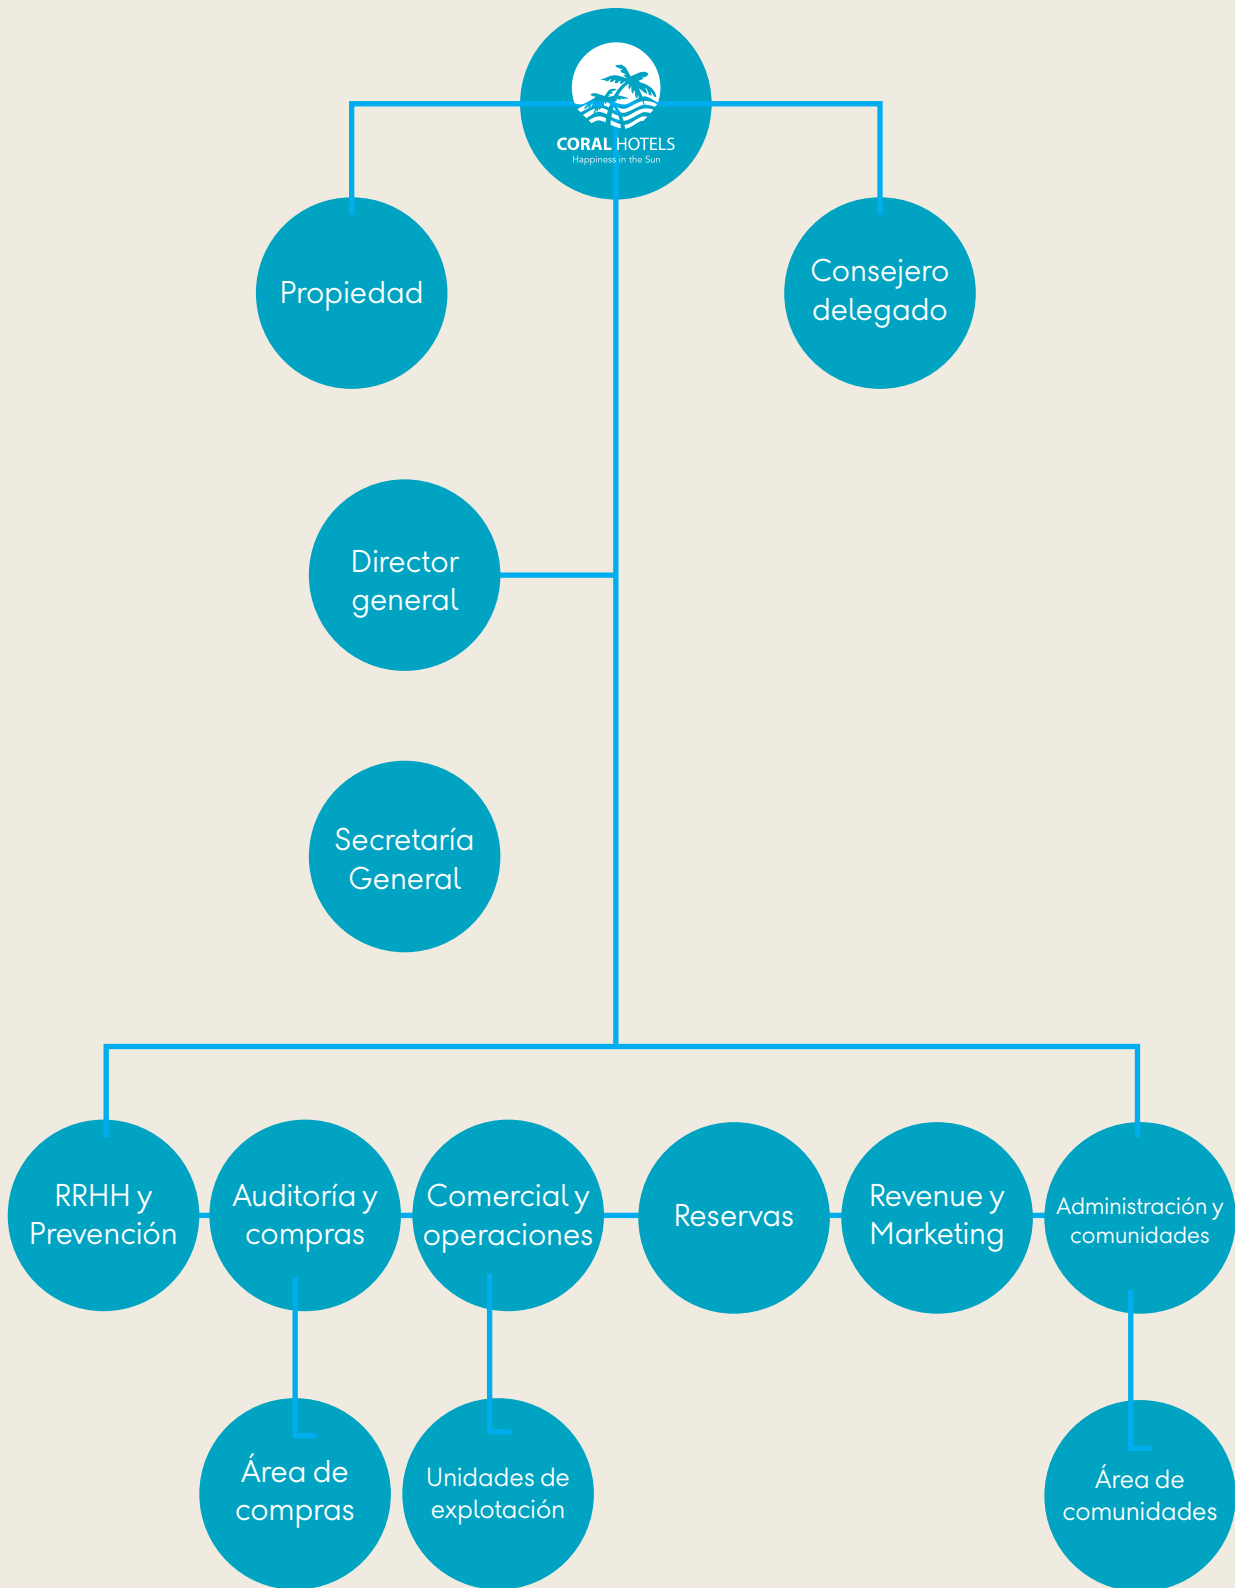 CORAL HOTELS
Happiness in the Sun
Propiedad
Consejero
delegado
Director
general
Secretaría
General
RRHH y
Prevención
Auditoría y
compras
Comercial y
operaciones
Reservas
Revenue y
Marketing
Administración y
comunidades
Área de
compras
Unidades de
explotación
Área de
comunidades